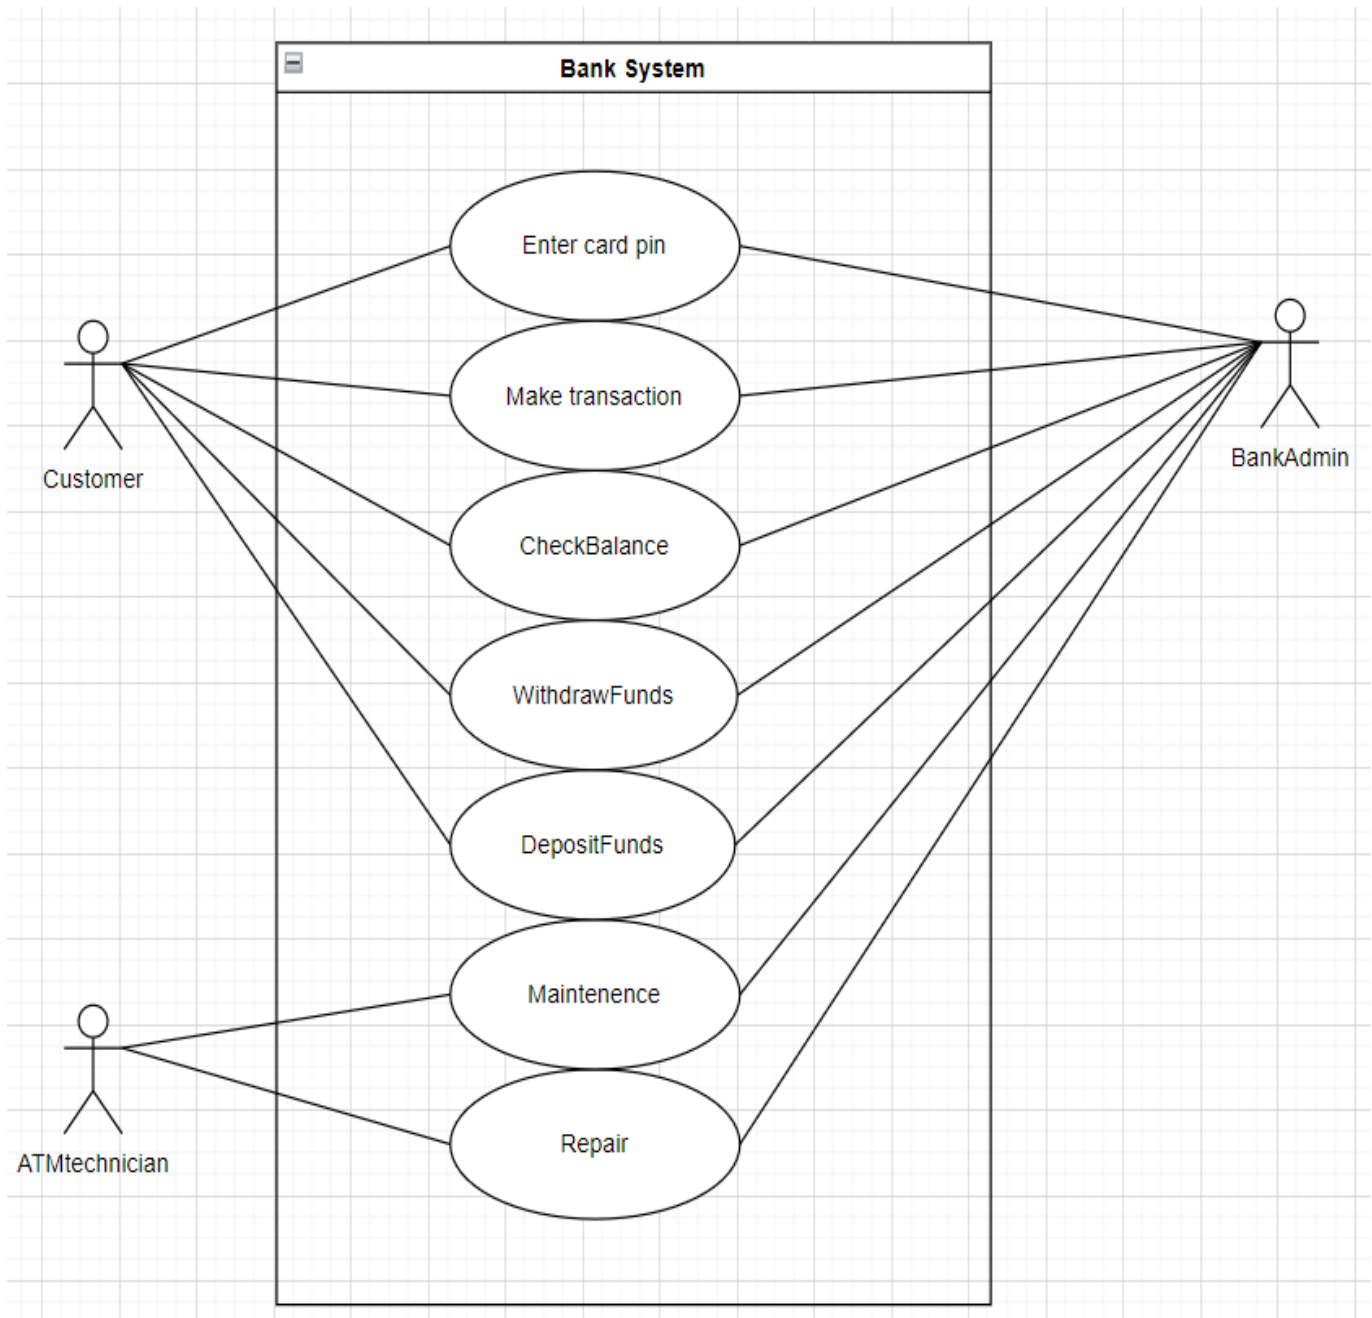 Bank System
Enter card pin
Make transaction
Customer
BankAdmin
CheckBalance
WithdrawFunds
DepositFunds
Maintenence
ATMtechnician
Repair